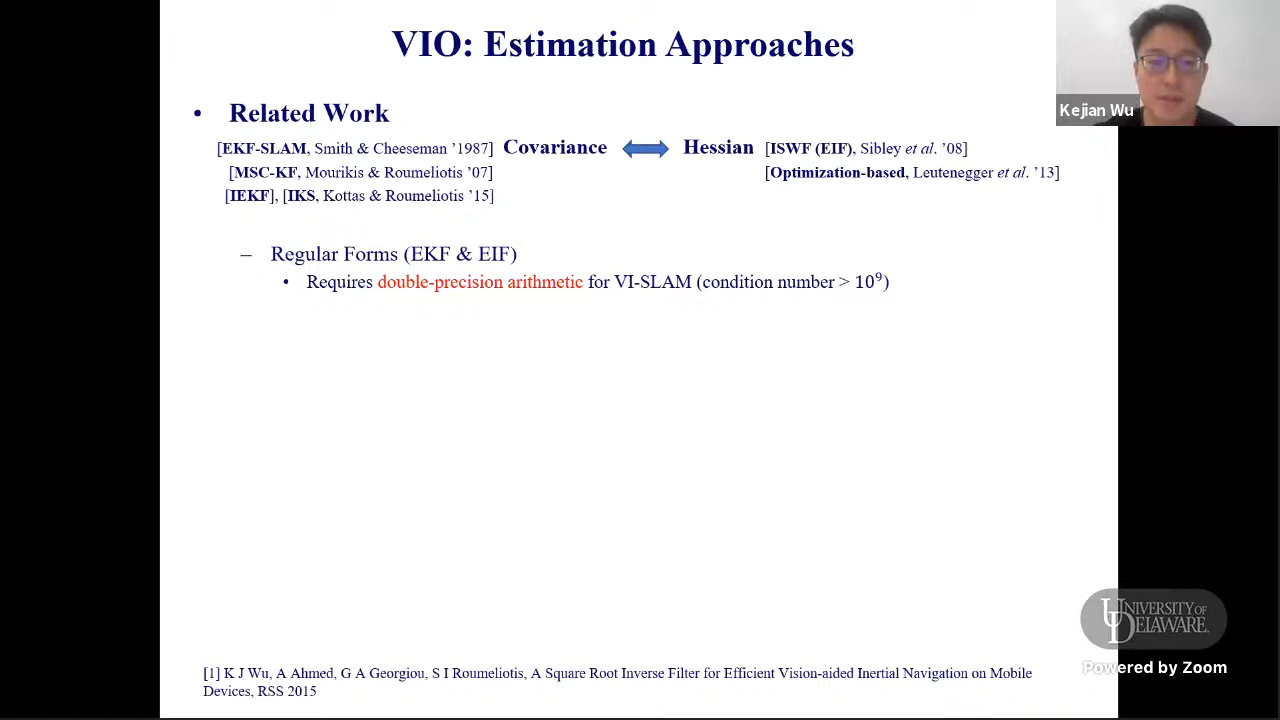 VIO: Estimation Approaches
• Related Work
[EKF-SLAM, Smith & Cheeseman ’1987] Covariance Hessian [ISWF (EIF), Sibley et al. ’08]
[MSC-KF, Mourikis & Roumeliotis ’07] [Optimization-based, Leutenegger et al. ’13]
[IEKF], [IKS, Kottas & Roumeliotis ’15]
– Regular Forms (EKF & EIF)
• Requires double-precision arithmetic for VI-SLAM (condition number > 10⁹)
[1] K J Wu, A Ahmed, G A Georgiou, S I Roumeliotis, A Square Root Inverse Filter for Efficient Vision-aided Inertial Navigation on Mobile
Devices, RSS 2015
Kejian Wu
UNIVERSITY OF
DELAWARE.
Powered by Zoom